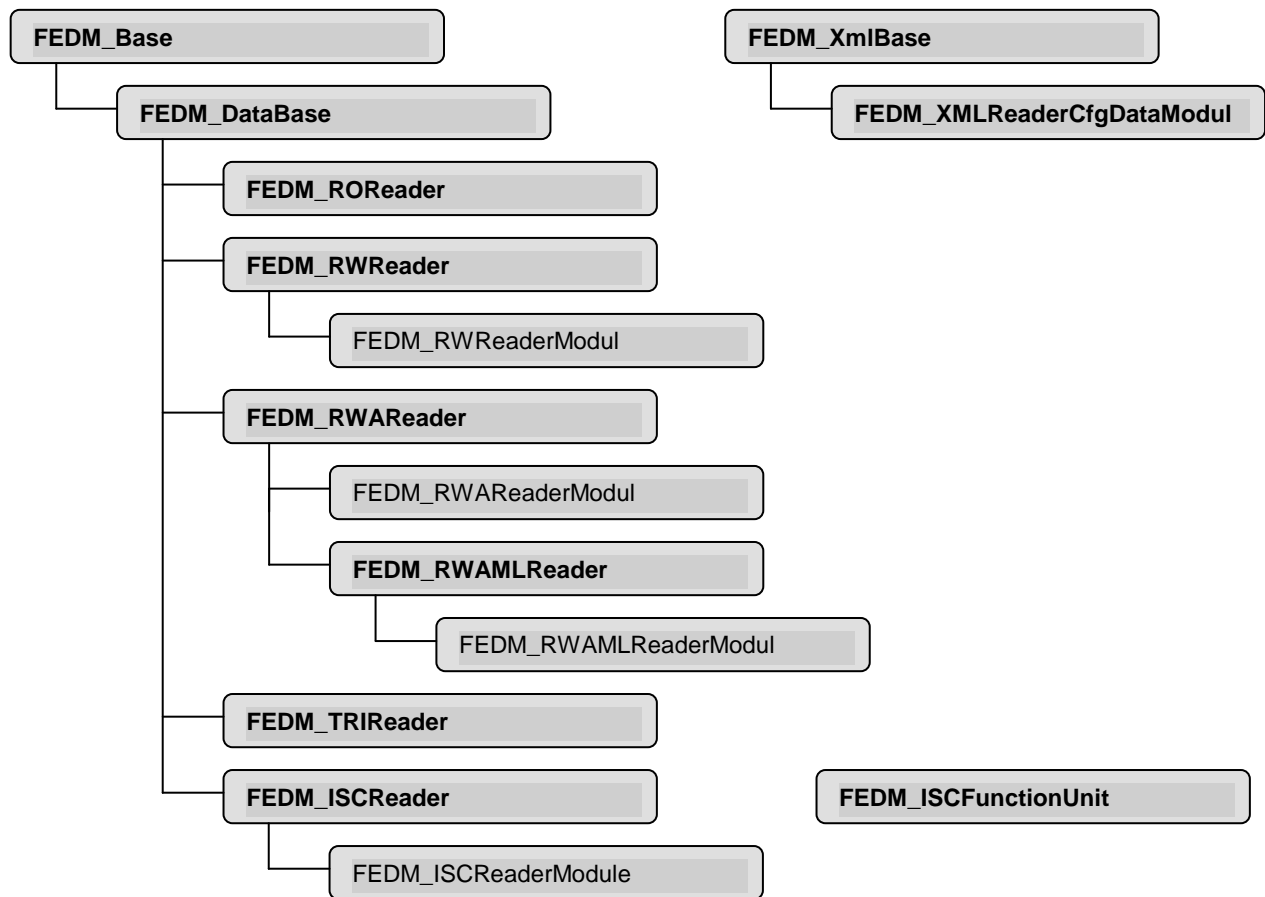 FEDM_Base
FEDM_XmlBase
FEDM_DataBase
FEDM_XMLReaderCfgDataModul
FEDM_ROReader
FEDM_RWReader
FEDM_RWReaderModul
FEDM_RWAReader
FEDM_RWAReaderModul
FEDM_RWAMLReader
FEDM_RWAMLReaderModul
FEDM_TRIReader
FEDM_ISCReader
FEDM_ISCFunctionUnit
FEDM_ISCReaderModule